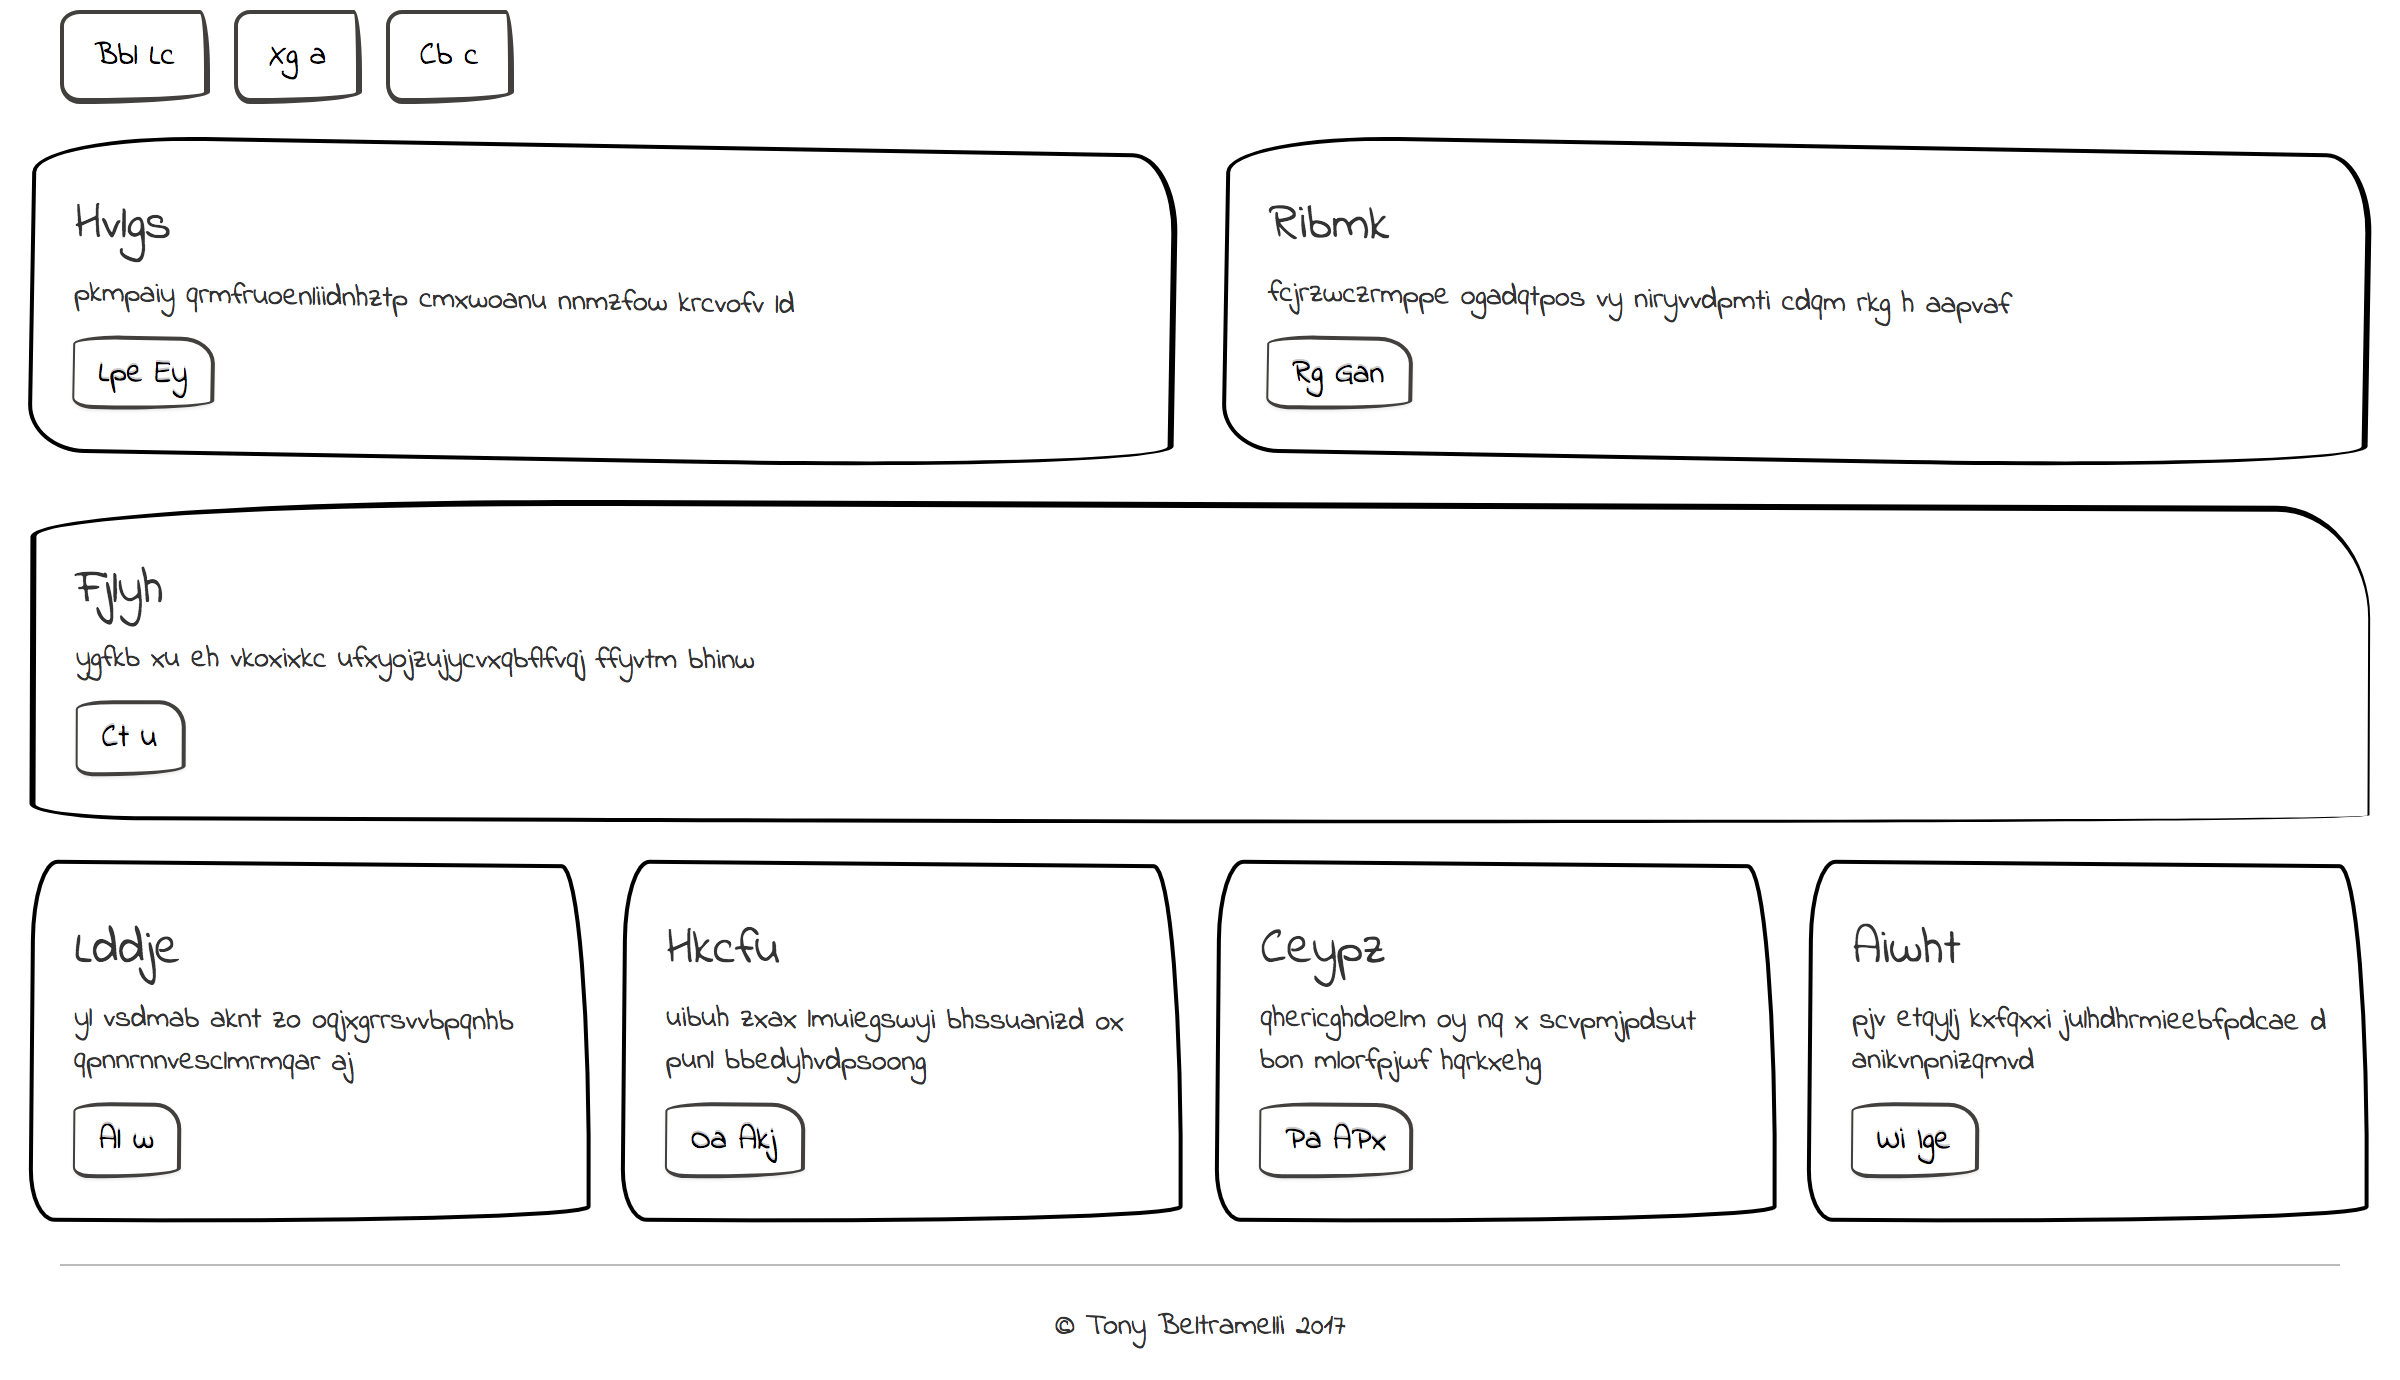 Bbl Lc
Xg a
Cb c
Hvlgs
pkmpaiy qrmfruoenliidnhztp cmxwoanu nnmzfow krcvofv ld
Lpe Ey
Ribmk
fcjrzwczrmppe ogadqtpos vy niryvvdpmti cdqm rkg h aapvaf
Rg Gan
Fjlyh
ygfkb xu eh vkoxixkc ufxyojzujycvxqbflfvqj ffyvtm bhinw
Ct u
Lddje
yl vsdmab aknt zo oqjxgrrsvvbpqnhb
qpnnrnnvesclmrmqar aj
Al w
Hkcfu
uibuh zxax lmuiegswyi bhssuanizd ox
punl bbedyhvdpsoong
Oa Akj
Ceypz
qhericghdoelm oy nq x scvpmjpdsut
bon mlorfpjwf hqrkxehg
Pa APx
Aiwht
pjv etqylj kxfqxxi julhdhrmieebfpdcae d
anikvnpnizqmvd
Wi Ige
© Tony Beltramelli 2017